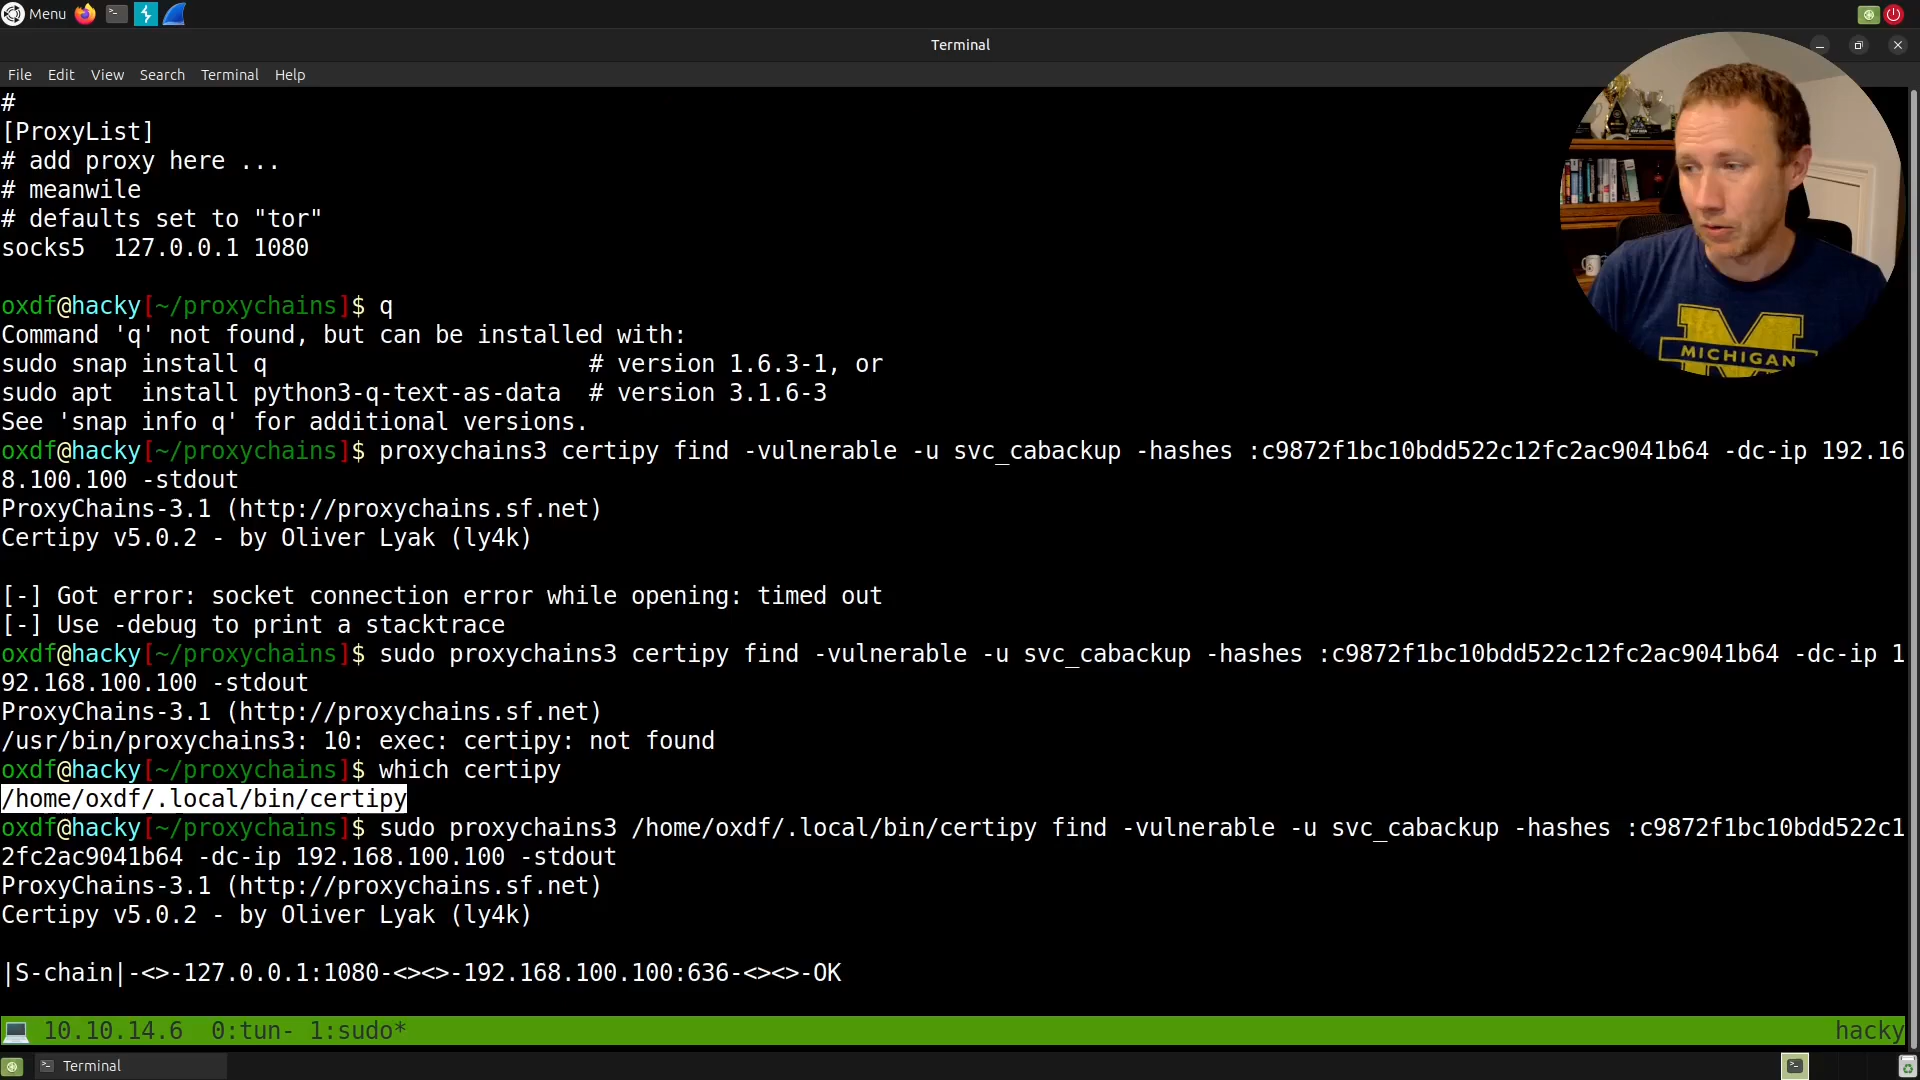 Menu
Terminal
File Edit View Search Terminal Help
#
[ProxyList]
# add proxy here ...
# meanwile
# defaults set to "tor"
socks5  127.0.0.1 1080
oxdf@hacky[~/proxychains]$ q
Command 'q' not found, but can be installed with:
sudo snap install q                       # version 1.6.3-1, or
sudo apt  install python3-q-text-as-data  # version 3.1.6-3
See 'snap info q' for additional versions.
oxdf@hacky[~/proxychains]$ proxychains3 certipy find -vulnerable -u svc_cabackup -hashes :c9872f1bc10bdd522c12fc2ac9041b64 -dc-ip 192.16
8.100.100 -stdout
ProxyChains-3.1 (http://proxychains.sf.net)
Certipy v5.0.2 - by Oliver Lyak (ly4k)
[-] Got error: socket connection error while opening: timed out
[-] Use -debug to print a stacktrace
oxdf@hacky[~/proxychains]$ sudo proxychains3 certipy find -vulnerable -u svc_cabackup -hashes :c9872f1bc10bdd522c12fc2ac9041b64 -dc-ip 1
92.168.100.100 -stdout
ProxyChains-3.1 (http://proxychains.sf.net)
/usr/bin/proxychains3: 10: exec: certipy: not found
oxdf@hacky[~/proxychains]$ which certipy
/home/oxdf/.local/bin/certipy
oxdf@hacky[~/proxychains]$ sudo proxychains3 /home/oxdf/.local/bin/certipy find -vulnerable -u svc_cabackup -hashes :c9872f1bc10bdd522c1
2fc2ac9041b64 -dc-ip 192.168.100.100 -stdout
ProxyChains-3.1 (http://proxychains.sf.net)
Certipy v5.0.2 - by Oliver Lyak (ly4k)
|S-chain|-<>-127.0.0.1:1080-<><>-192.168.100.100:636-<><>-OK
10.10.14.6  0:tun- 1:sudo* hacky
Terminal
M
MICHIGAN